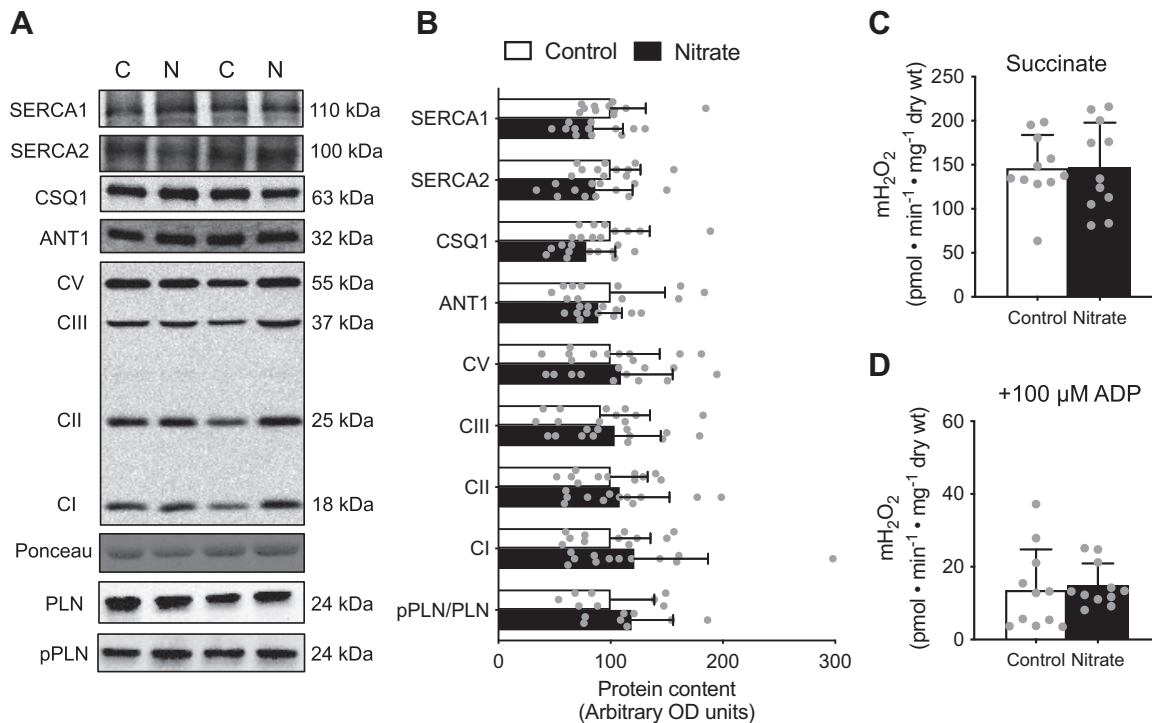 A
C N C N
SERCA1 110 kDa
SERCA2 100 kDa
CSQ1 63 kDa
ANT1 32 kDa
CV 55 kDa
CIII 37 kDa
CII 25 kDa
CI 18 kDa
Ponceau
PLN 24 kDa
pPLN 24 kDa
B
Control Nitrate
SERCA1
SERCA2
CSQ1
ANT1
CV
CIII
CII
CI
pPLN/PLN
0 100 200 300
Protein content
(Arbitrary OD units)
C
Succinate
mH₂O₂
(pmol • min⁻¹ • mg⁻¹ dry wt)
250
200
150
100
50
0
Control Nitrate
D
+100 µM ADP
mH₂O₂
(pmol • min⁻¹ • mg⁻¹ dry wt)
60
40
20
0
Control Nitrate